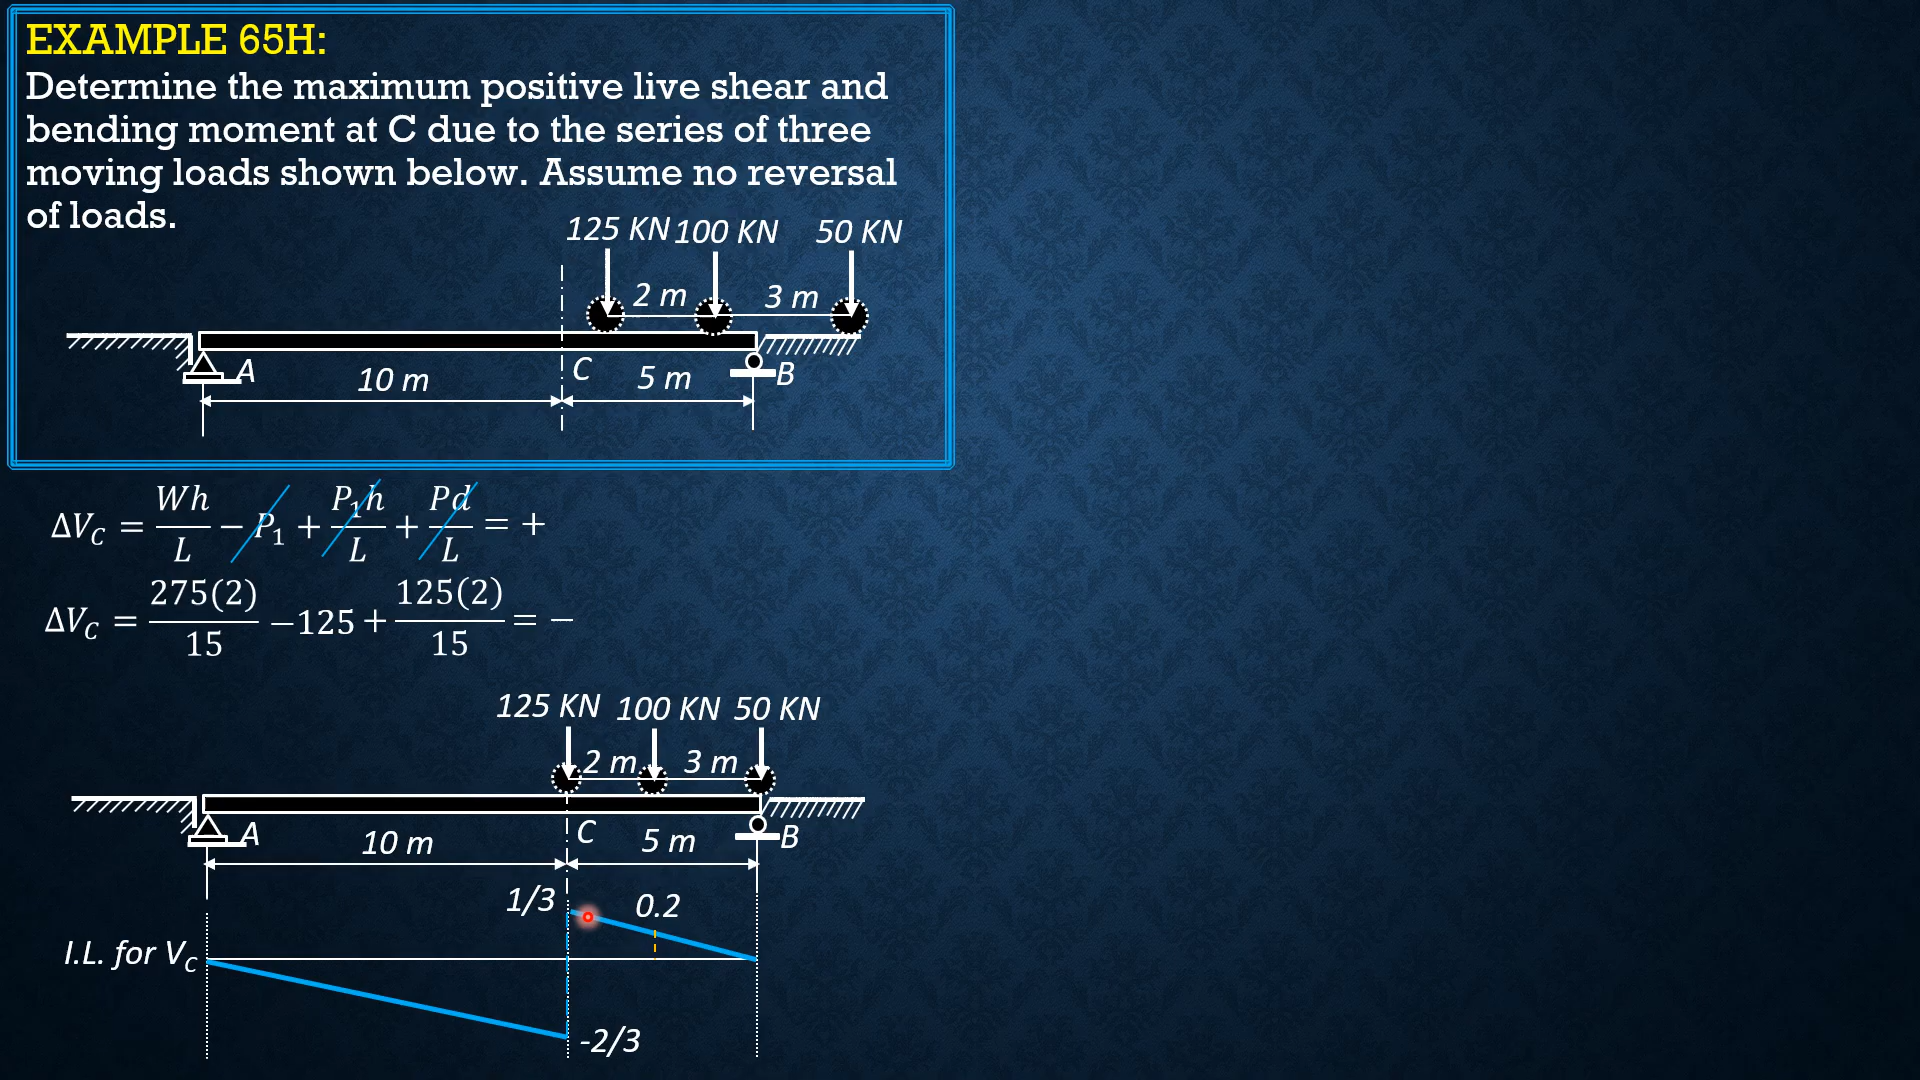 EXAMPLE 65H:
Determine the maximum positive live shear and
bending moment at C due to the series of three
moving loads shown below. Assume no reversal
of loads.
125 KN 100 KN 50 KN
2 m 3 m
A 10 m C 5 m B
ΔV_C = Wh/L − P₁ + P₁h/L + Pd/L = +
ΔV_C = 275(2)/15 −125 + 125(2)/15 = −
125 KN 100 KN 50 KN
2 m 3 m
A 10 m C 5 m B
1/3 0.2
I.L. for V_C
-2/3